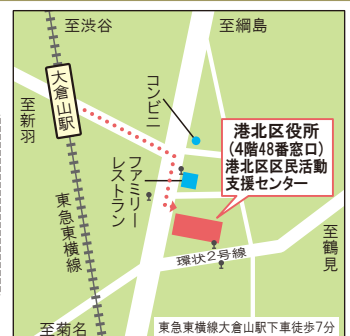 至渋谷
至綱島
大倉山駅
至新羽
コンビニ
港北区役所
(4階48番窓口)
港北区区民活動
支援センター
ファミリー
レストラン
東急東横線
環状2号線
至鶴見
至菊名
東急東横線大倉山駅下車徒歩7分